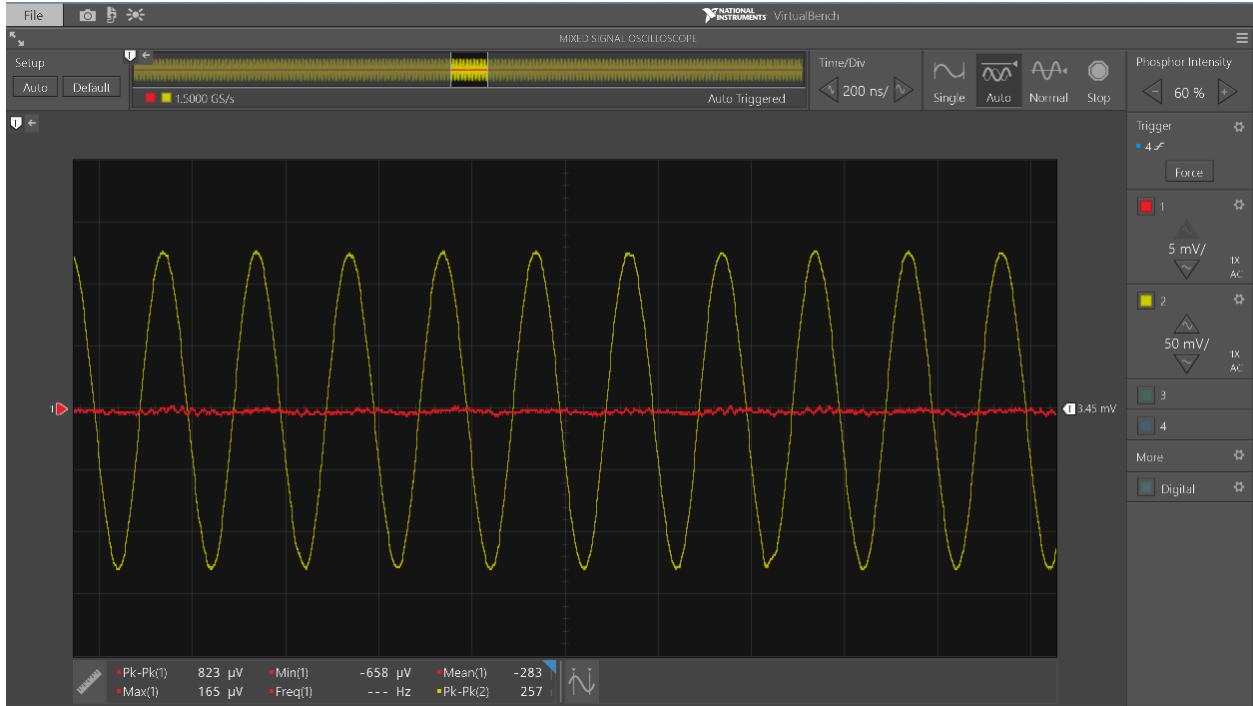 File
NATIONAL INSTRUMENTS VirtualBench
MIXED SIGNAL OSCILLOSCOPE
Setup
Auto Default
T
1.5000 GS/s
Auto Triggered
Time/Div
200 ns/
Single Auto Normal Stop
Phosphor Intensity
- 60 % +
T
Trigger
4
Force
1
5 mV/
1X
AC
2
50 mV/
1X
AC
3
4
More
Digital
1
T 3.45 mV
Pk-Pk(1) 823 µV Min(1) -658 µV Mean(1) -283
Max(1) 165 µV Freq(1) --- Hz Pk-Pk(2) 257